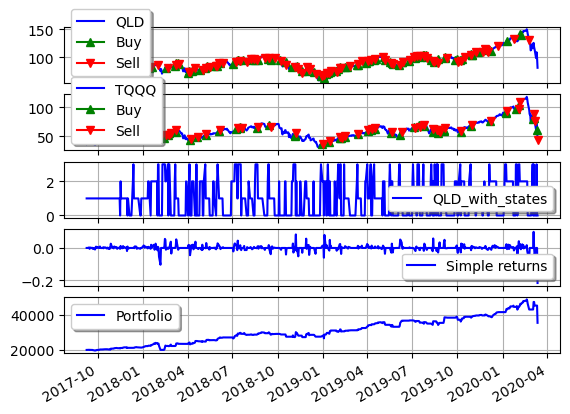 QLD
Buy
Sell
150
100
TQQQ
Buy
Sell
100
50
QLD_with_states
2
0
Simple returns
0.0
−0.2
Portfolio
40000
20000
2017-10
2018-01
2018-04
2018-07
2018-10
2019-01
2019-04
2019-07
2019-10
2020-01
2020-04